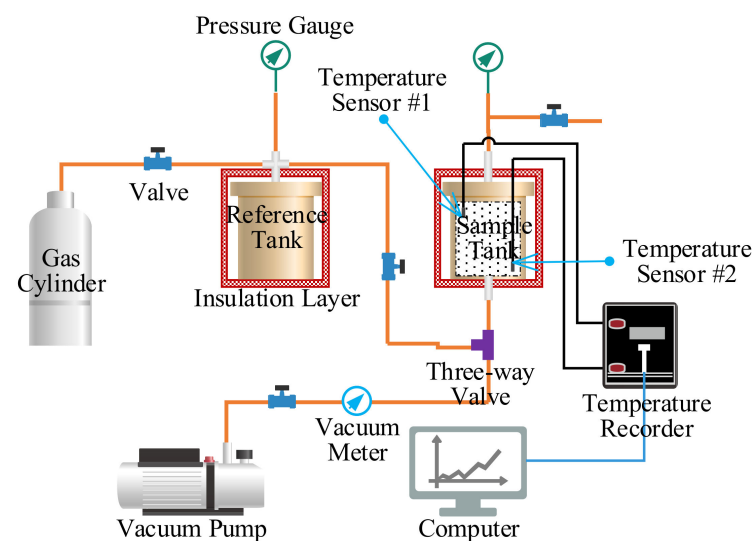 Pressure Gauge
Temperature
Sensor #1
Valve
Reference
Tank
Sample
Tank
Gas
Cylinder
Temperature
Sensor #2
Insulation Layer
Three-way
Valve
Temperature
Recorder
Vacuum
Meter
Vacuum Pump
Computer